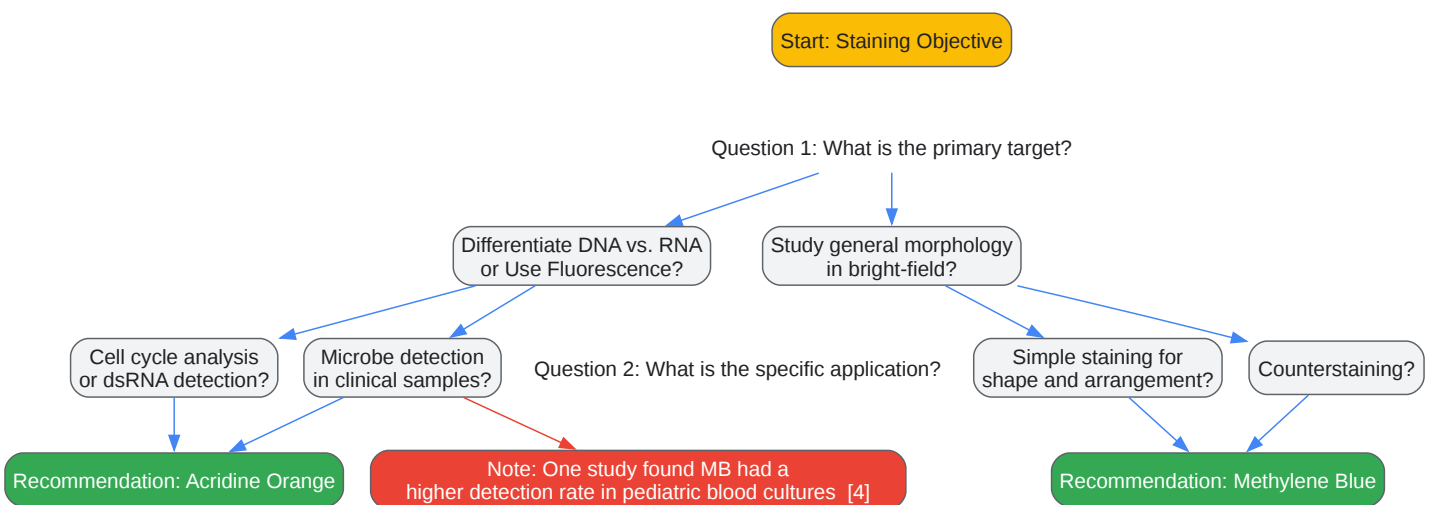 Start: Staining Objective
Question 1: What is the primary target?
Differentiate DNA vs. RNA
or Use Fluorescence?
Study general morphology
in bright-field?
Cell cycle analysis
or dsRNA detection?
Microbe detection
in clinical samples?
Question 2: What is the specific application?
Simple staining for
shape and arrangement?
Counterstaining?
Recommendation: Acridine Orange
Note: One study found MB had a
higher detection rate in pediatric blood cultures [4]
Recommendation: Methylene Blue